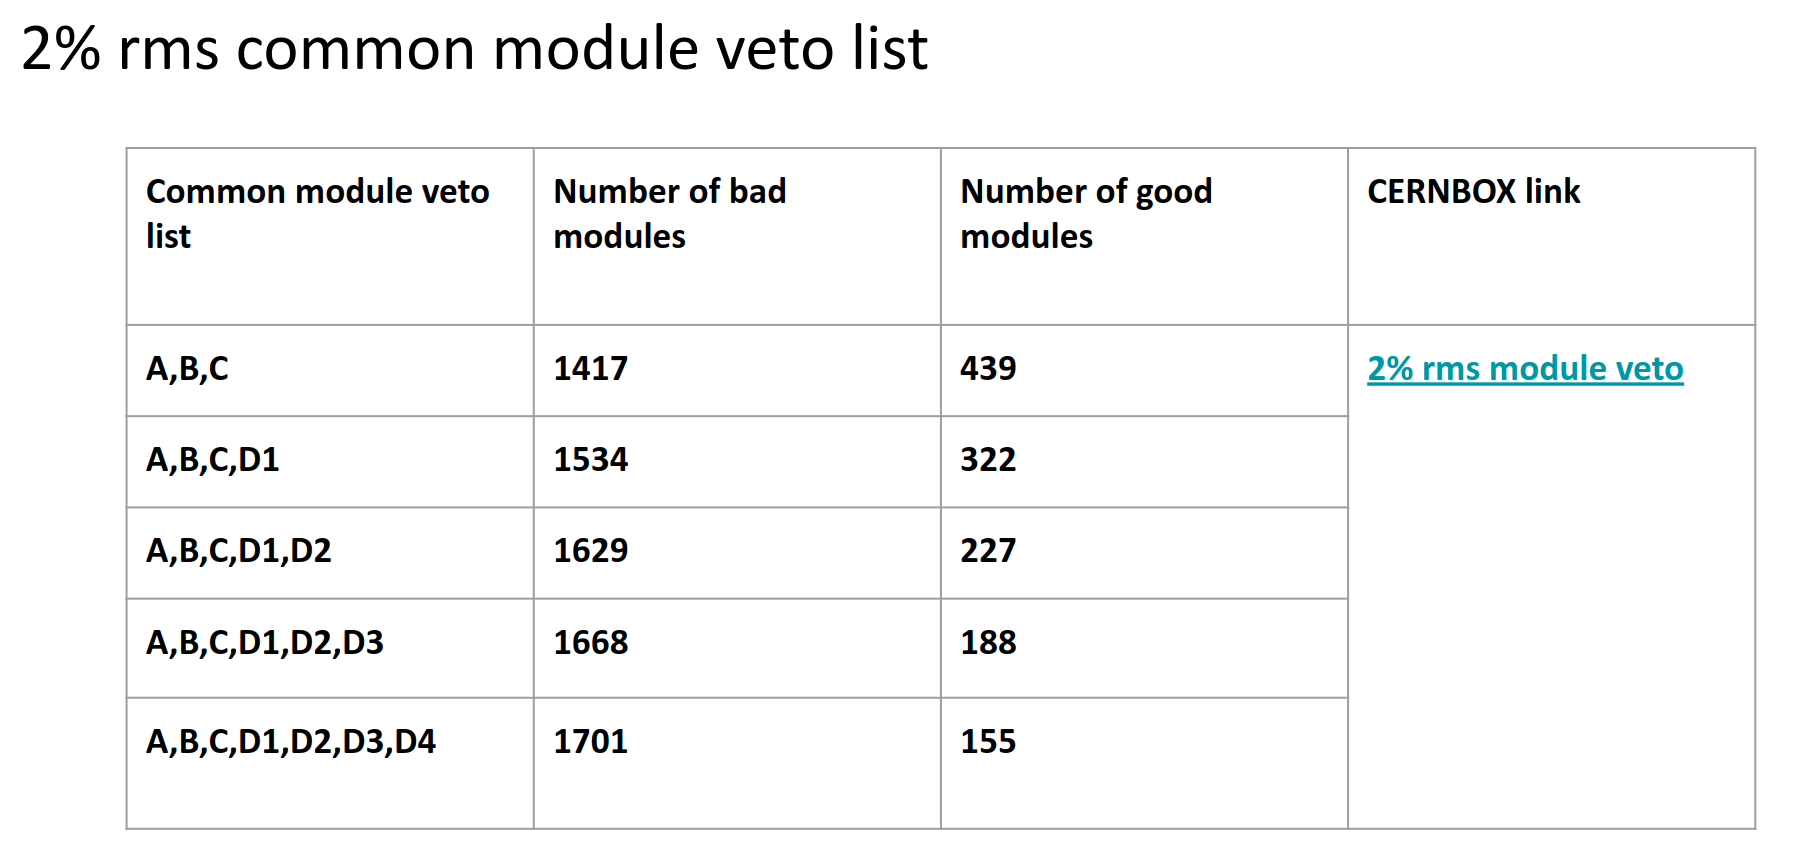 2% rms common module veto list
Common module veto
list
Number of bad
modules
Number of good
modules
CERNBOX link
A,B,C
1417
439
2% rms module veto
A,B,C,D1
1534
322
A,B,C,D1,D2
1629
227
A,B,C,D1,D2,D3
1668
188
A,B,C,D1,D2,D3,D4
1701
155